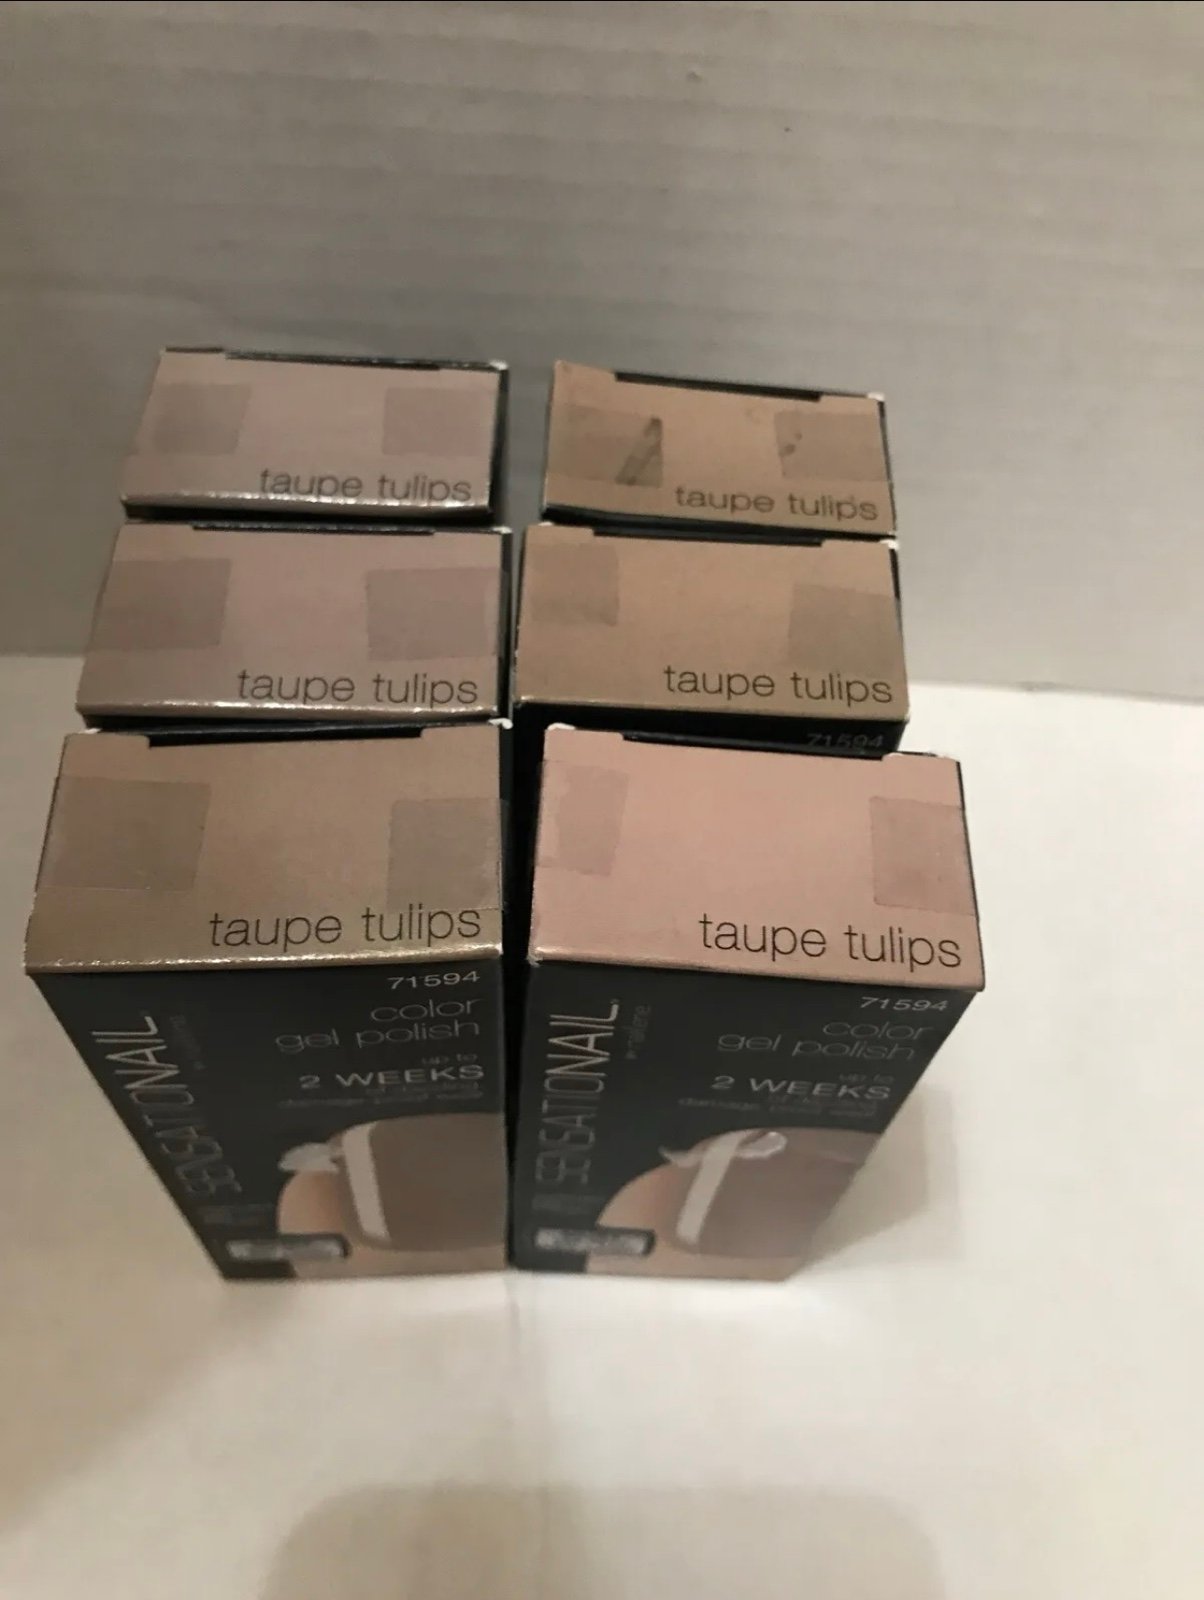 taupe tulips
taupe tulips
taupe tulips
taupe tulips
71594
taupe tulips
71594
color
gel polish
up to
2 WEEKS
SENSATIONAIL
taupe tulips
71594
color
gel polish
up to
2 WEEKS
SENSATIONAIL